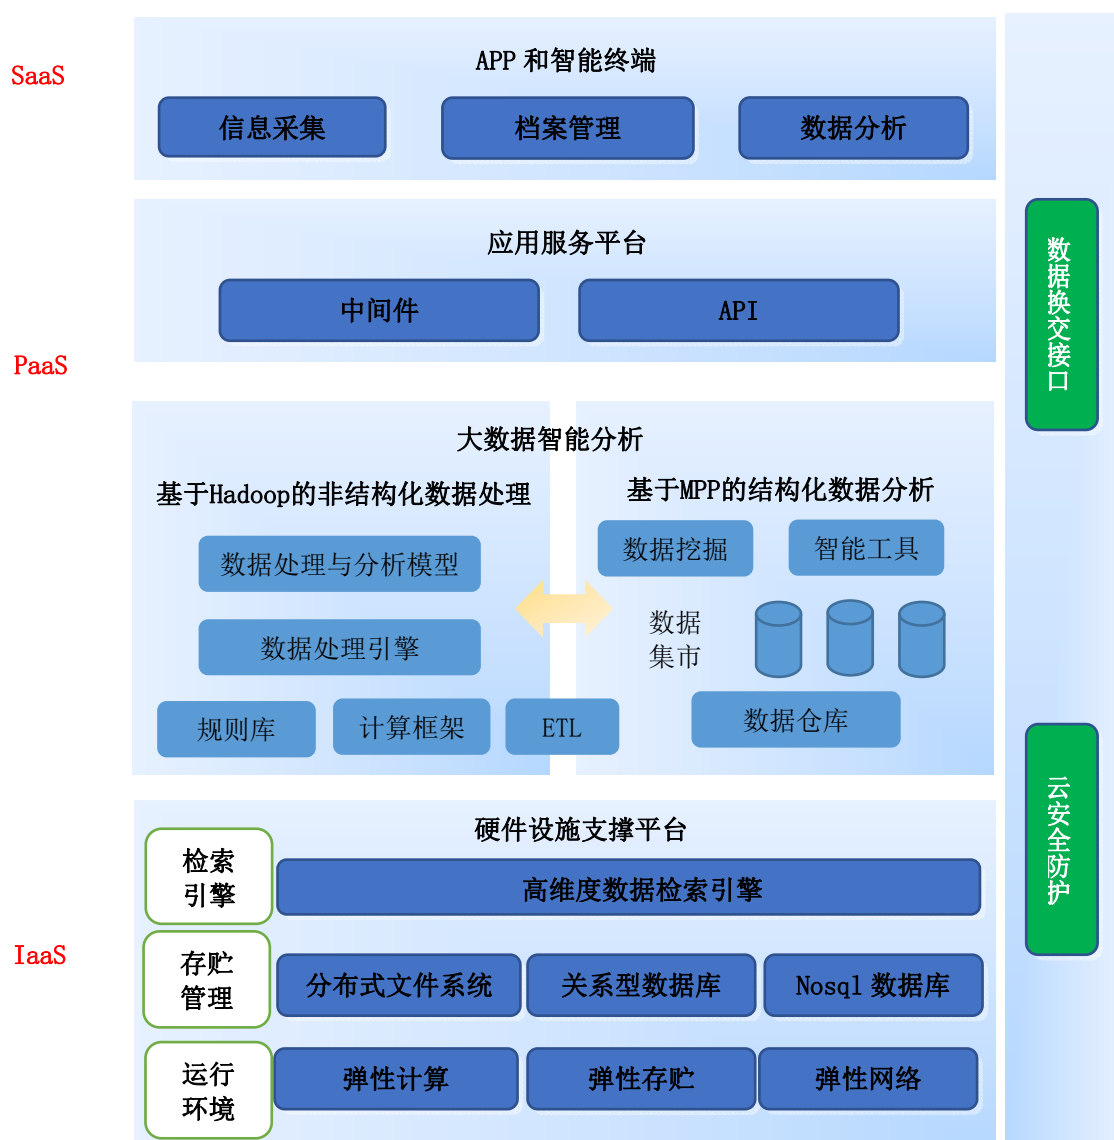 SaaS
APP 和智能终端
信息采集
档案管理
数据分析
应用服务平台
中间件
API
PaaS
大数据智能分析
基于Hadoop的非结构化数据处理
数据处理与分析模型
数据处理引擎
规则库
计算框架
ETL
基于MPP的结构化数据分析
数据挖掘
智能工具
数据
集市
数据仓库
IaaS
硬件设施支撑平台
检索
引擎
高维度数据检索引擎
存贮
管理
分布式文件系统
关系型数据库
Nosql 数据库
运行
环境
弹性计算
弹性存贮
弹性网络
数据换交接口
云安全防护